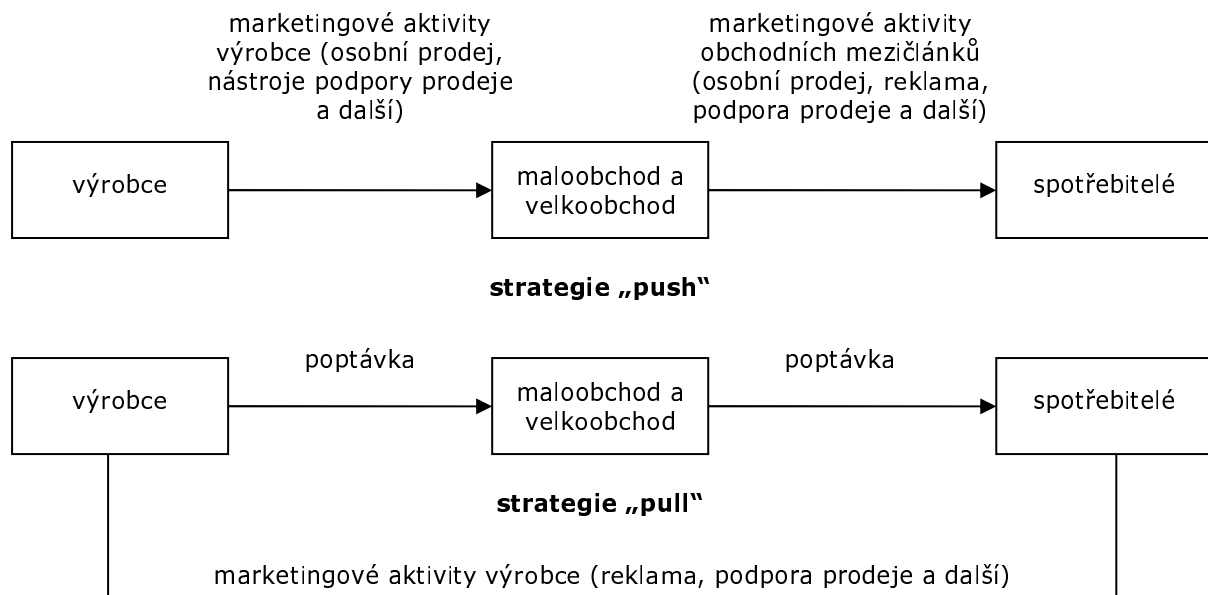 marketingové aktivity
výrobce (osobní prodej,
nástroje podpory prodeje
a další)
marketingové aktivity
obchodních mezičlánků
(osobní prodej, reklama,
podpora prodeje a další)
výrobce
maloobchod a
velkoobchod
spotřebitelé
strategie „push“
poptávka
poptávka
výrobce
maloobchod a
velkoobchod
spotřebitelé
strategie „pull“
marketingové aktivity výrobce (reklama, podpora prodeje a další)